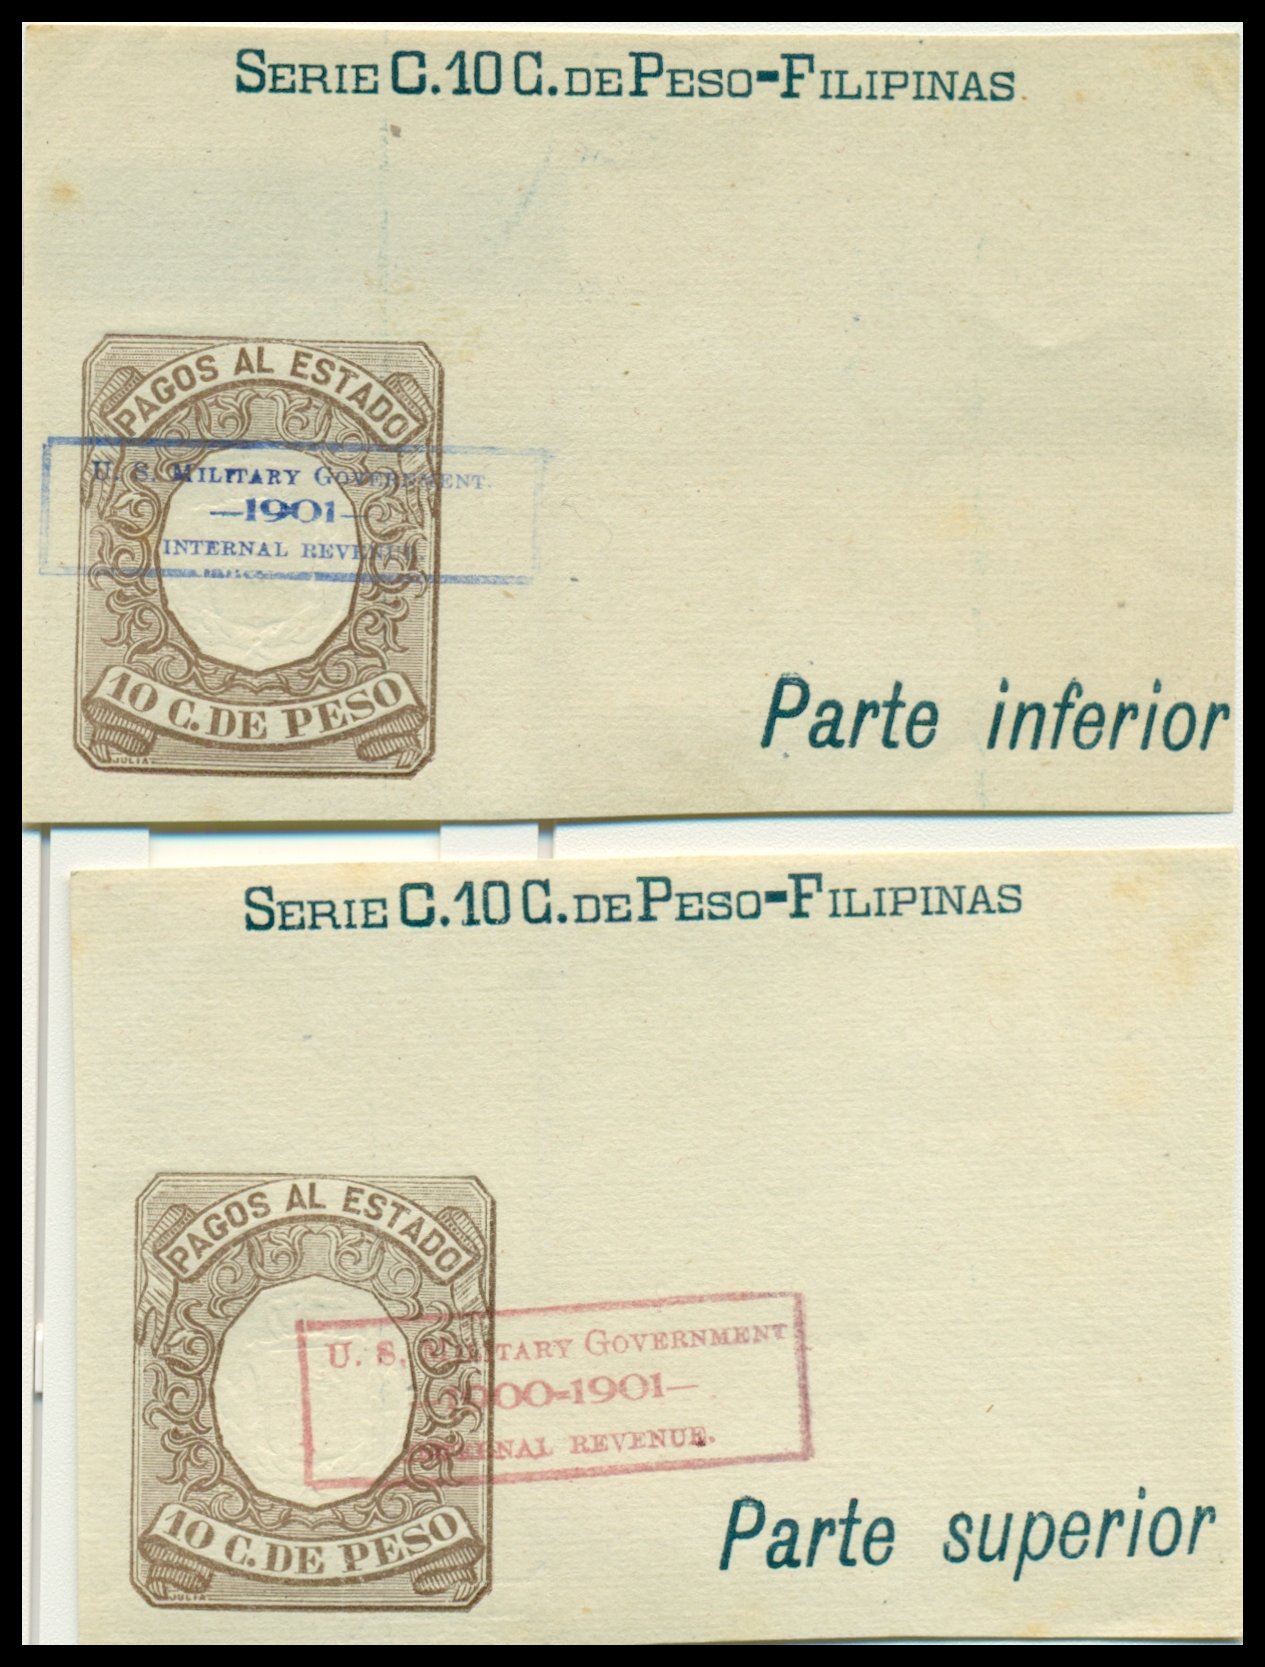 SERIE C. 10 C. DE PESO-FILIPINAS.
PAGOS AL ESTADO
U. S. MILITARY GOVERNMENT.
—1901—
INTERNAL REVENUE.
10 C. DE PESO
JULIA
Parte inferior
SERIE C. 10 C. DE PESO-FILIPINAS
PAGOS AL ESTADO
U. S. MILITARY GOVERNMENT
—1900-1901—
INTERNAL REVENUE.
10 C. DE PESO
JULIA
Parte superior